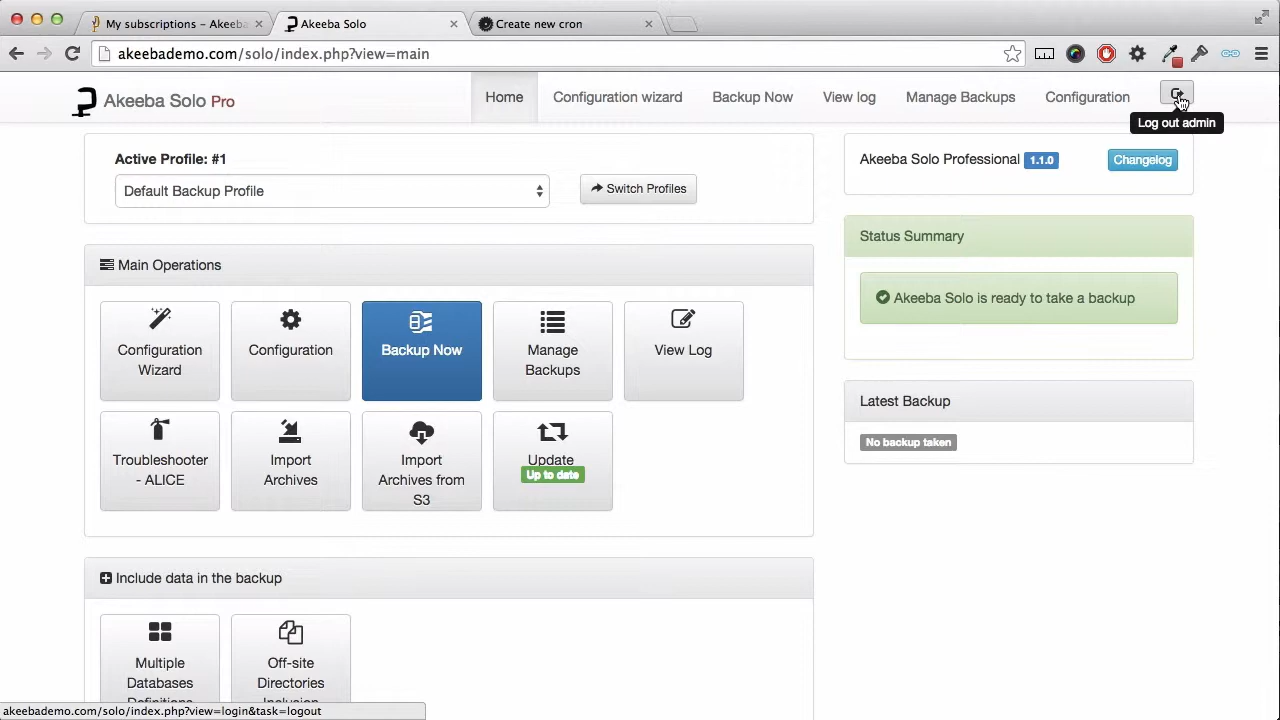 My subscriptions – Akeeba
Akeeba Solo
Create new cron
akeebademo.com/solo/index.php?view=main
Akeeba Solo Pro
Home
Configuration wizard
Backup Now
View log
Manage Backups
Configuration
Log out admin
Active Profile: #1
Default Backup Profile
Switch Profiles
Akeeba Solo Professional 1.1.0
Changelog
Status Summary
Akeeba Solo is ready to take a backup
Latest Backup
No backup taken
Main Operations
Configuration
Wizard
Configuration
Backup Now
Manage
Backups
View Log
Troubleshooter
- ALICE
Import
Archives
Import
Archives from
S3
Update
Up to date
Include data in the backup
Multiple
Databases
Definitions
Off-site
Directories
Inclusion
akeebademo.com/solo/index.php?view=login&task=logout